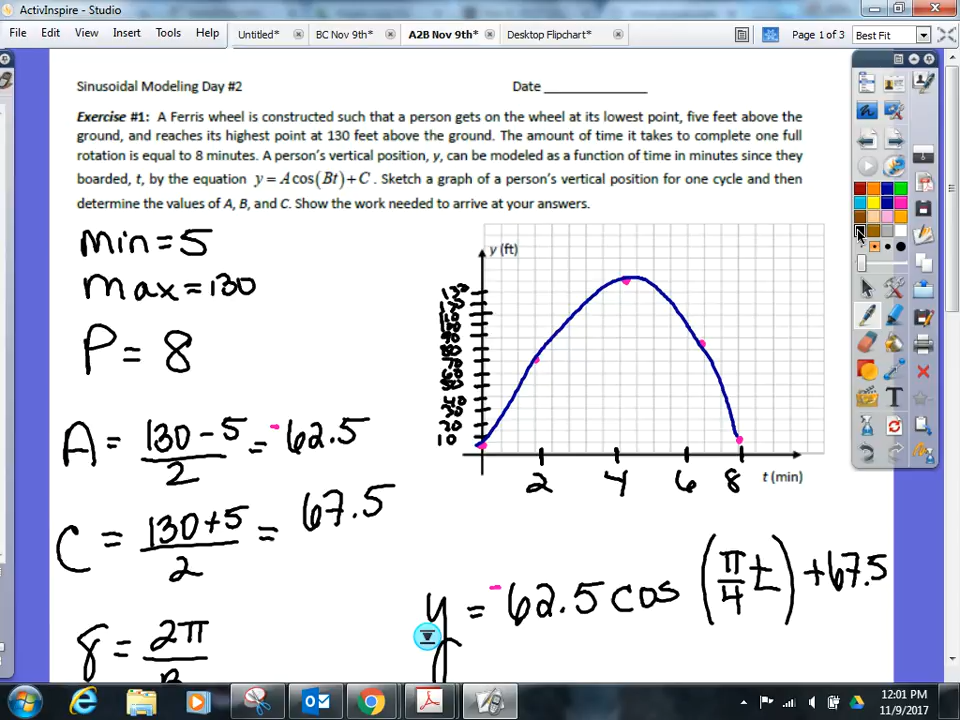 ActivInspire - Studio
File Edit View Insert Tools Help Untitled* BC Nov 9th* A2B Nov 9th* Desktop Flipchart* Page 1 of 3 Best Fit
Sinusoidal Modeling Day #2 Date
Exercise #1: A Ferris wheel is constructed such that a person gets on the wheel at its lowest point, five feet above the
ground, and reaches its highest point at 130 feet above the ground. The amount of time it takes to complete one full
rotation is equal to 8 minutes. A person's vertical position, y, can be modeled as a function of time in minutes since they
boarded, t, by the equation y = A cos(Bt) + C . Sketch a graph of a person's vertical position for one cycle and then
determine the values of A, B, and C. Show the work needed to arrive at your answers.
min = 5
max = 130
P = 8
A = 130 - 5 / 2 = -62.5
C = 130 + 5 / 2 = 67.5
8 = 2π
y (ft)
20
10
2 4 6 8 t (min)
y = -62.5 cos (π/4 t) + 67.5
12:01 PM
11/9/2017